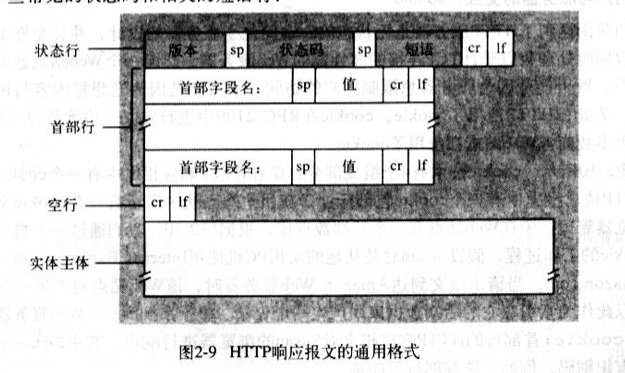 状态行 版本 sp 状态码 sp 短语 cr lf
首部字段名: sp 值 cr lf
首部行
首部字段名: sp 值 cr lf
空行 cr lf
实体主体
图2-9 HTTP响应报文的通用格式